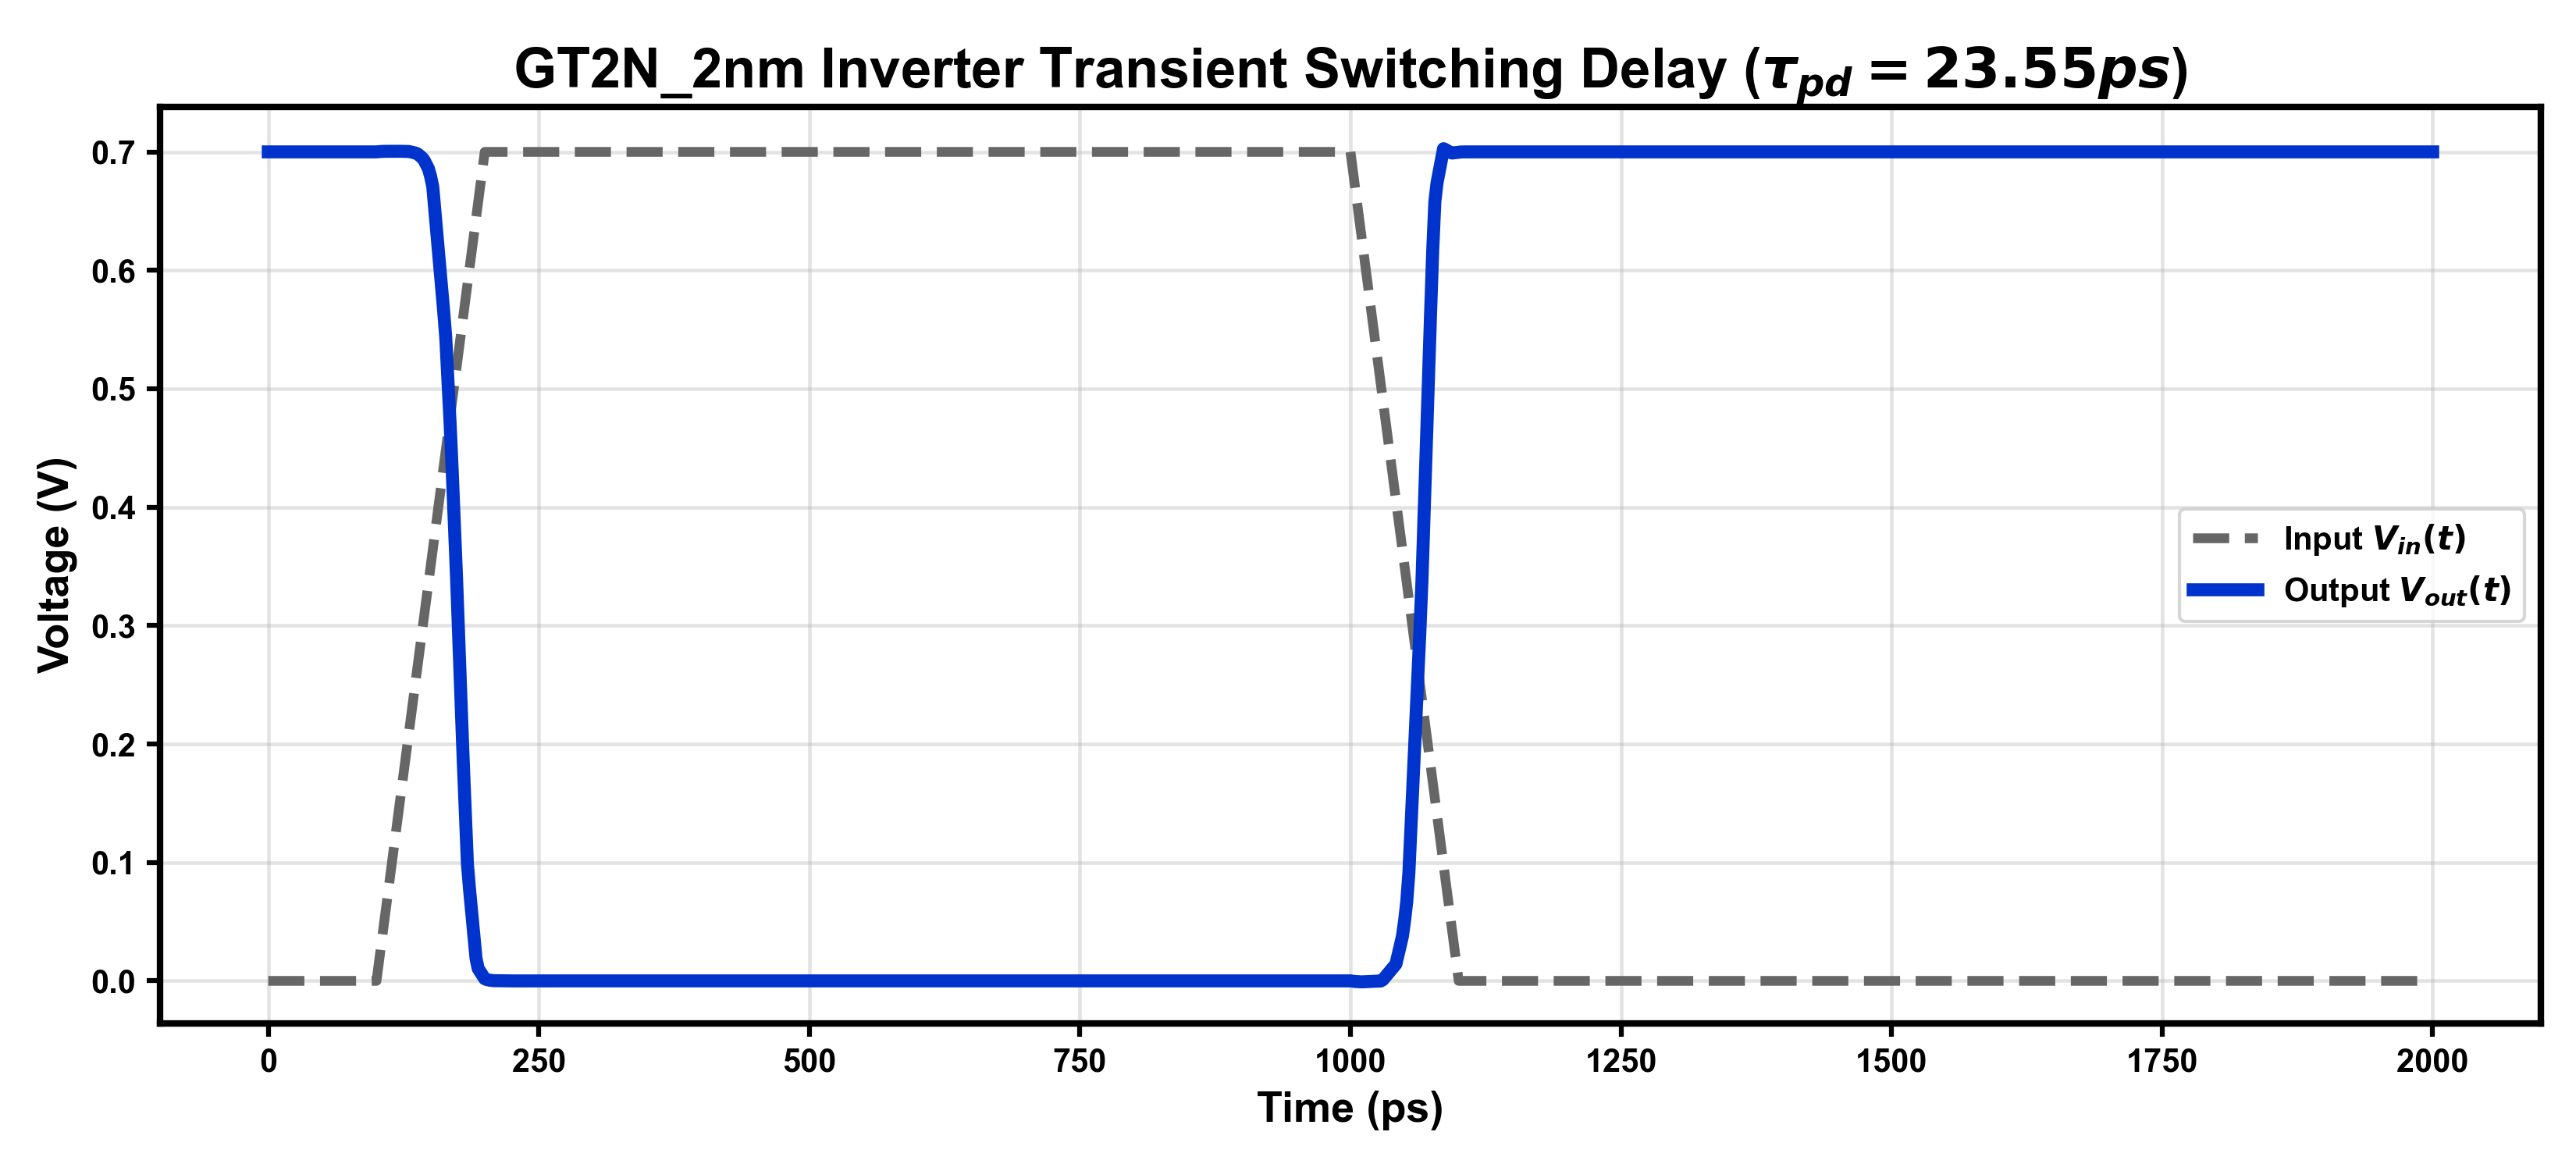 GT2N_2nm Inverter Transient Switching Delay (τpd = 23.55ps)
0.7
0.6
0.5
0.4
0.3
0.2
0.1
0.0
Voltage (V)
Input Vin(t)
Output Vout(t)
0 250 500 750 1000 1250 1500 1750 2000
Time (ps)